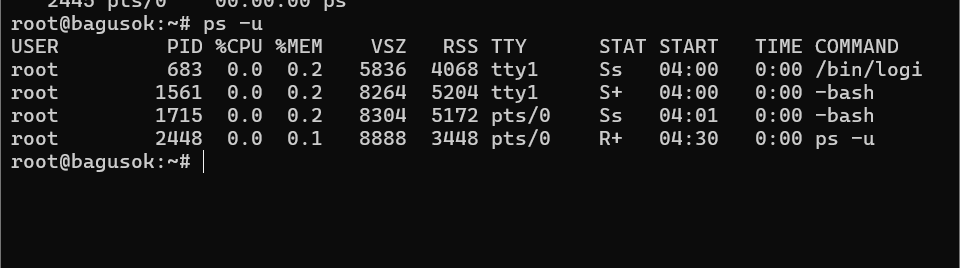 2445 pts/0    00:00:00 ps
root@bagusok:~# ps -u
USER         PID %CPU %MEM    VSZ   RSS TTY      STAT START   TIME COMMAND
root         683  0.0  0.2   5836  4068 tty1     Ss   04:00   0:00 /bin/logi
root        1561  0.0  0.2   8264  5204 tty1     S+   04:00   0:00 -bash
root        1715  0.0  0.2   8304  5172 pts/0    Ss   04:01   0:00 -bash
root        2448  0.0  0.1   8888  3448 pts/0    R+   04:30   0:00 ps -u
root@bagusok:~#